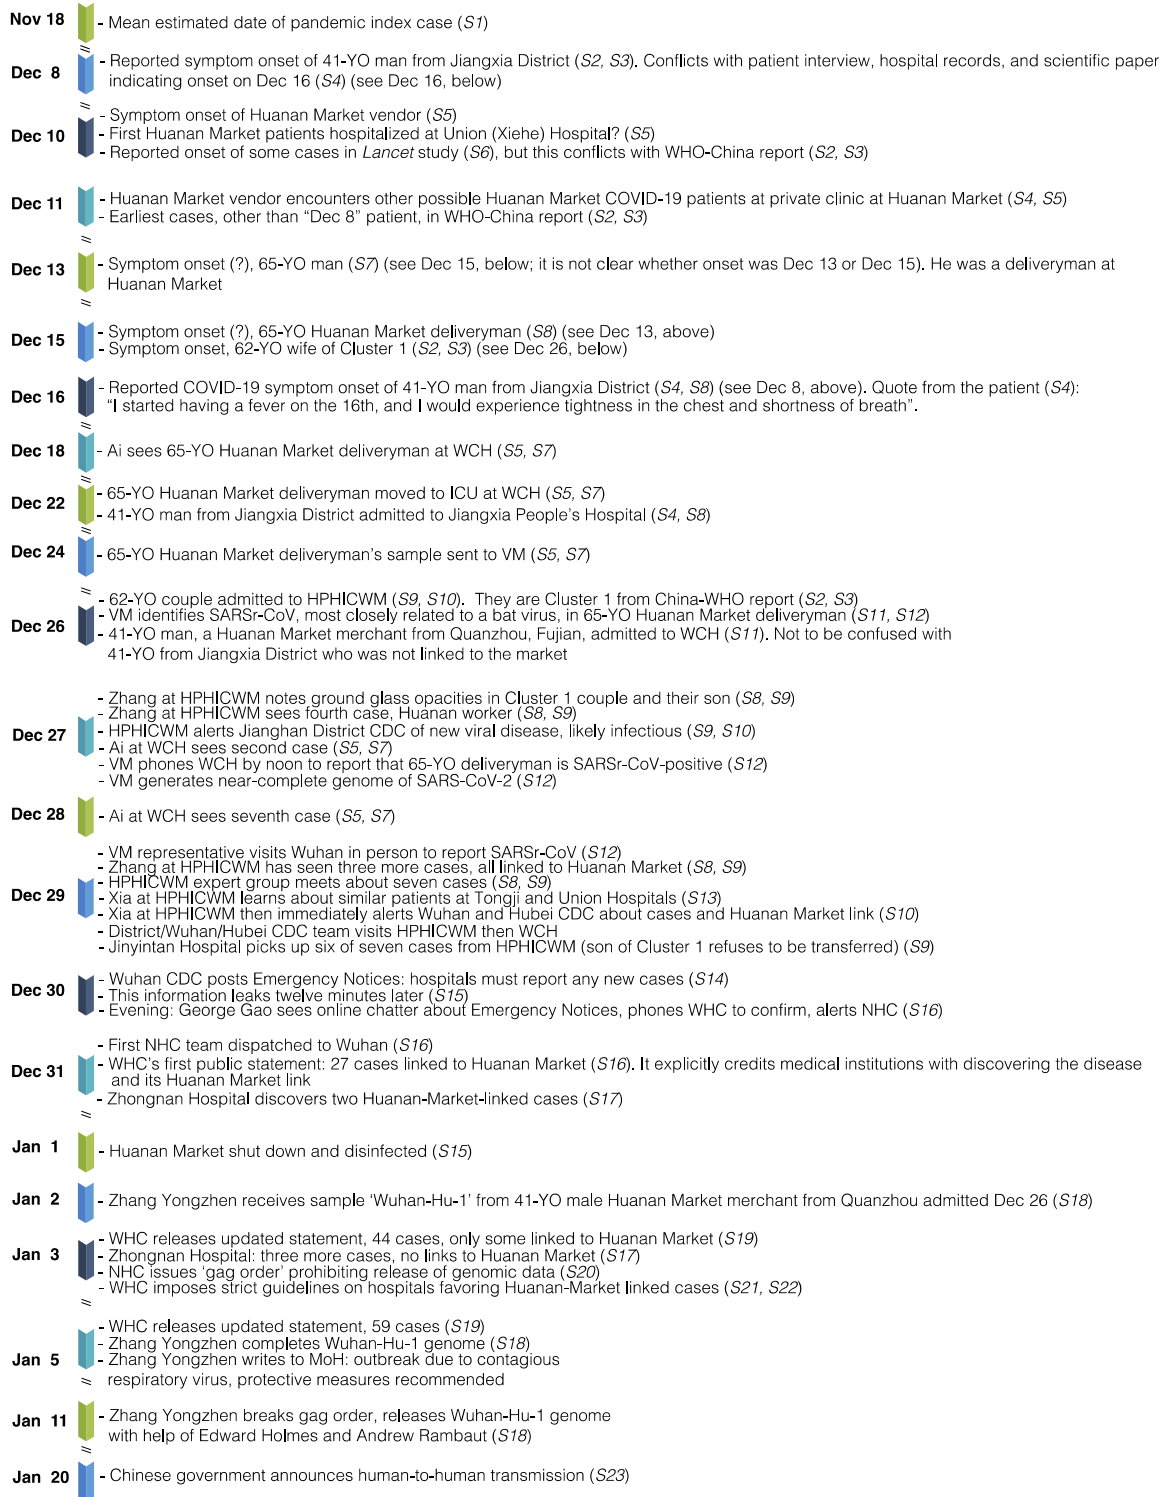 Nov 18
- Mean estimated date of pandemic index case (S1)
=
Dec 8
- Reported symptom onset of 41-YO man from Jiangxia District (S2, S3). Conflicts with patient interview, hospital records, and scientific paper
indicating onset on Dec 16 (S4) (see Dec 16, below)
=
Dec 10
- Symptom onset of Huanan Market vendor (S5)
- First Huanan Market patients hospitalized at Union (Xiehe) Hospital? (S5)
- Reported onset of some cases in Lancet study (S6), but this conflicts with WHO-China report (S2, S3)
Dec 11
- Huanan Market vendor encounters other possible Huanan Market COVID-19 patients at private clinic at Huanan Market (S4, S5)
- Earliest cases, other than “Dec 8” patient, in WHO-China report (S2, S3)
=
Dec 13
- Symptom onset (?), 65-YO man (S7) (see Dec 15, below; it is not clear whether onset was Dec 13 or Dec 15). He was a deliveryman at
Huanan Market
=
Dec 15
- Symptom onset (?), 65-YO Huanan Market deliveryman (S8) (see Dec 13, above)
- Symptom onset, 62-YO wife of Cluster 1 (S2, S3) (see Dec 26, below)
Dec 16
- Reported COVID-19 symptom onset of 41-YO man from Jiangxia District (S4, S8) (see Dec 8, above). Quote from the patient (S4):
“I started having a fever on the 16th, and I would experience tightness in the chest and shortness of breath”.
=
Dec 18
- Ai sees 65-YO Huanan Market deliveryman at WCH (S5, S7)
=
Dec 22
- 65-YO Huanan Market deliveryman moved to ICU at WCH (S5, S7)
- 41-YO man from Jiangxia District admitted to Jiangxia People’s Hospital (S4, S8)
=
Dec 24
- 65-YO Huanan Market deliveryman’s sample sent to VM (S5, S7)
=
Dec 26
- 62-YO couple admitted to HPHICWM (S9, S10). They are Cluster 1 from China-WHO report (S2, S3)
- VM identifies SARSr-CoV, most closely related to a bat virus, in 65-YO Huanan Market deliveryman (S11, S12)
- 41-YO man, a Huanan Market merchant from Quanzhou, Fujian, admitted to WCH (S11). Not to be confused with
41-YO from Jiangxia District who was not linked to the market
Dec 27
- Zhang at HPHICWM notes ground glass opacities in Cluster 1 couple and their son (S8, S9)
- Zhang at HPHICWM sees fourth case, Huanan worker (S8, S9)
- HPHICWM alerts Jianghan District CDC of new viral disease, likely infectious (S9, S10)
- Ai at WCH sees second case (S5, S7)
- VM phones WCH by noon to report that 65-YO deliveryman is SARSr-CoV-positive (S12)
- VM generates near-complete genome of SARS-CoV-2 (S12)
Dec 28
- Ai at WCH sees seventh case (S5, S7)
Dec 29
- VM representative visits Wuhan in person to report SARSr-CoV (S12)
- Zhang at HPHICWM has seen three more cases, all linked to Huanan Market (S8, S9)
- HPHICWM expert group meets about seven cases (S8, S9)
- Xia at HPHICWM learns about similar patients at Tongji and Union Hospitals (S13)
- Xia at HPHICWM then immediately alerts Wuhan and Hubei CDC about cases and Huanan Market link (S10)
- District/Wuhan/Hubei CDC team visits HPHICWM then WCH
- Jinyintan Hospital picks up six of seven cases from HPHICWM (son of Cluster 1 refuses to be transferred) (S9)
Dec 30
- Wuhan CDC posts Emergency Notices: hospitals must report any new cases (S14)
- This information leaks twelve minutes later (S15)
- Evening: George Gao sees online chatter about Emergency Notices, phones WHC to confirm, alerts NHC (S16)
Dec 31
- First NHC team dispatched to Wuhan (S16)
- WHC’s first public statement: 27 cases linked to Huanan Market (S16). It explicitly credits medical institutions with discovering the disease
and its Huanan Market link
- Zhongnan Hospital discovers two Huanan-Market-linked cases (S17)
=
Jan 1
- Huanan Market shut down and disinfected (S15)
Jan 2
- Zhang Yongzhen receives sample ‘Wuhan-Hu-1’ from 41-YO male Huanan Market merchant from Quanzhou admitted Dec 26 (S18)
Jan 3
- WHC releases updated statement, 44 cases, only some linked to Huanan Market (S19)
- Zhongnan Hospital: three more cases, no links to Huanan Market (S17)
- NHC issues ‘gag order’ prohibiting release of genomic data (S20)
- WHC imposes strict guidelines on hospitals favoring Huanan-Market linked cases (S21, S22)
=
Jan 5
- WHC releases updated statement, 59 cases (S19)
- Zhang Yongzhen completes Wuhan-Hu-1 genome (S18)
- Zhang Yongzhen writes to MoH: outbreak due to contagious
= respiratory virus, protective measures recommended
Jan 11
- Zhang Yongzhen breaks gag order, releases Wuhan-Hu-1 genome
with help of Edward Holmes and Andrew Rambaut (S18)
=
Jan 20
- Chinese government announces human-to-human transmission (S23)